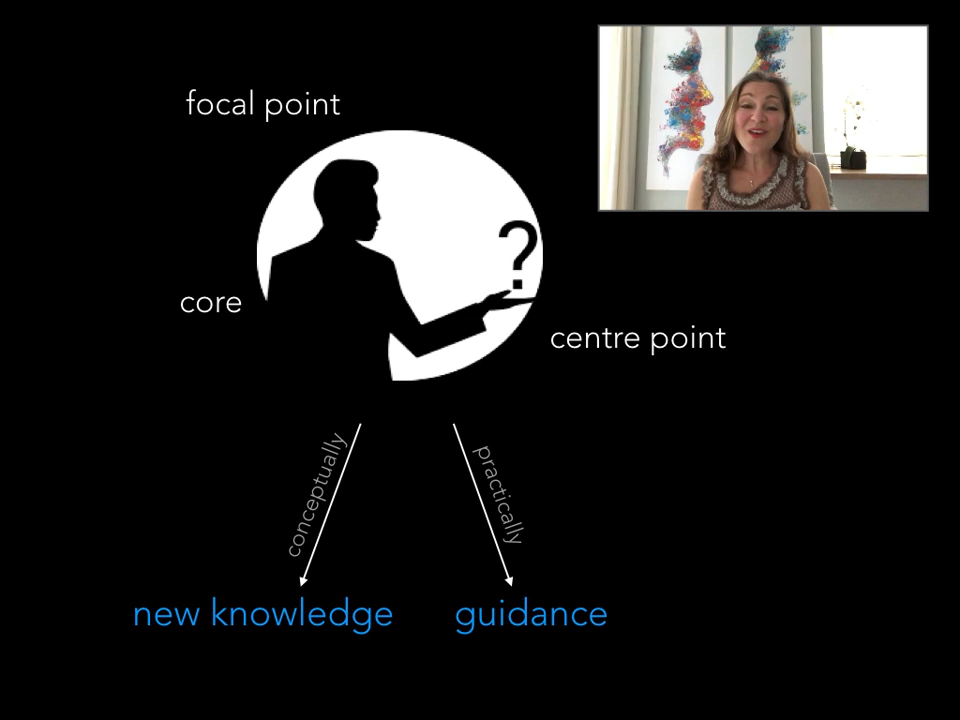 focal point
?
core
centre point
conceptually
practically
new knowledge
guidance